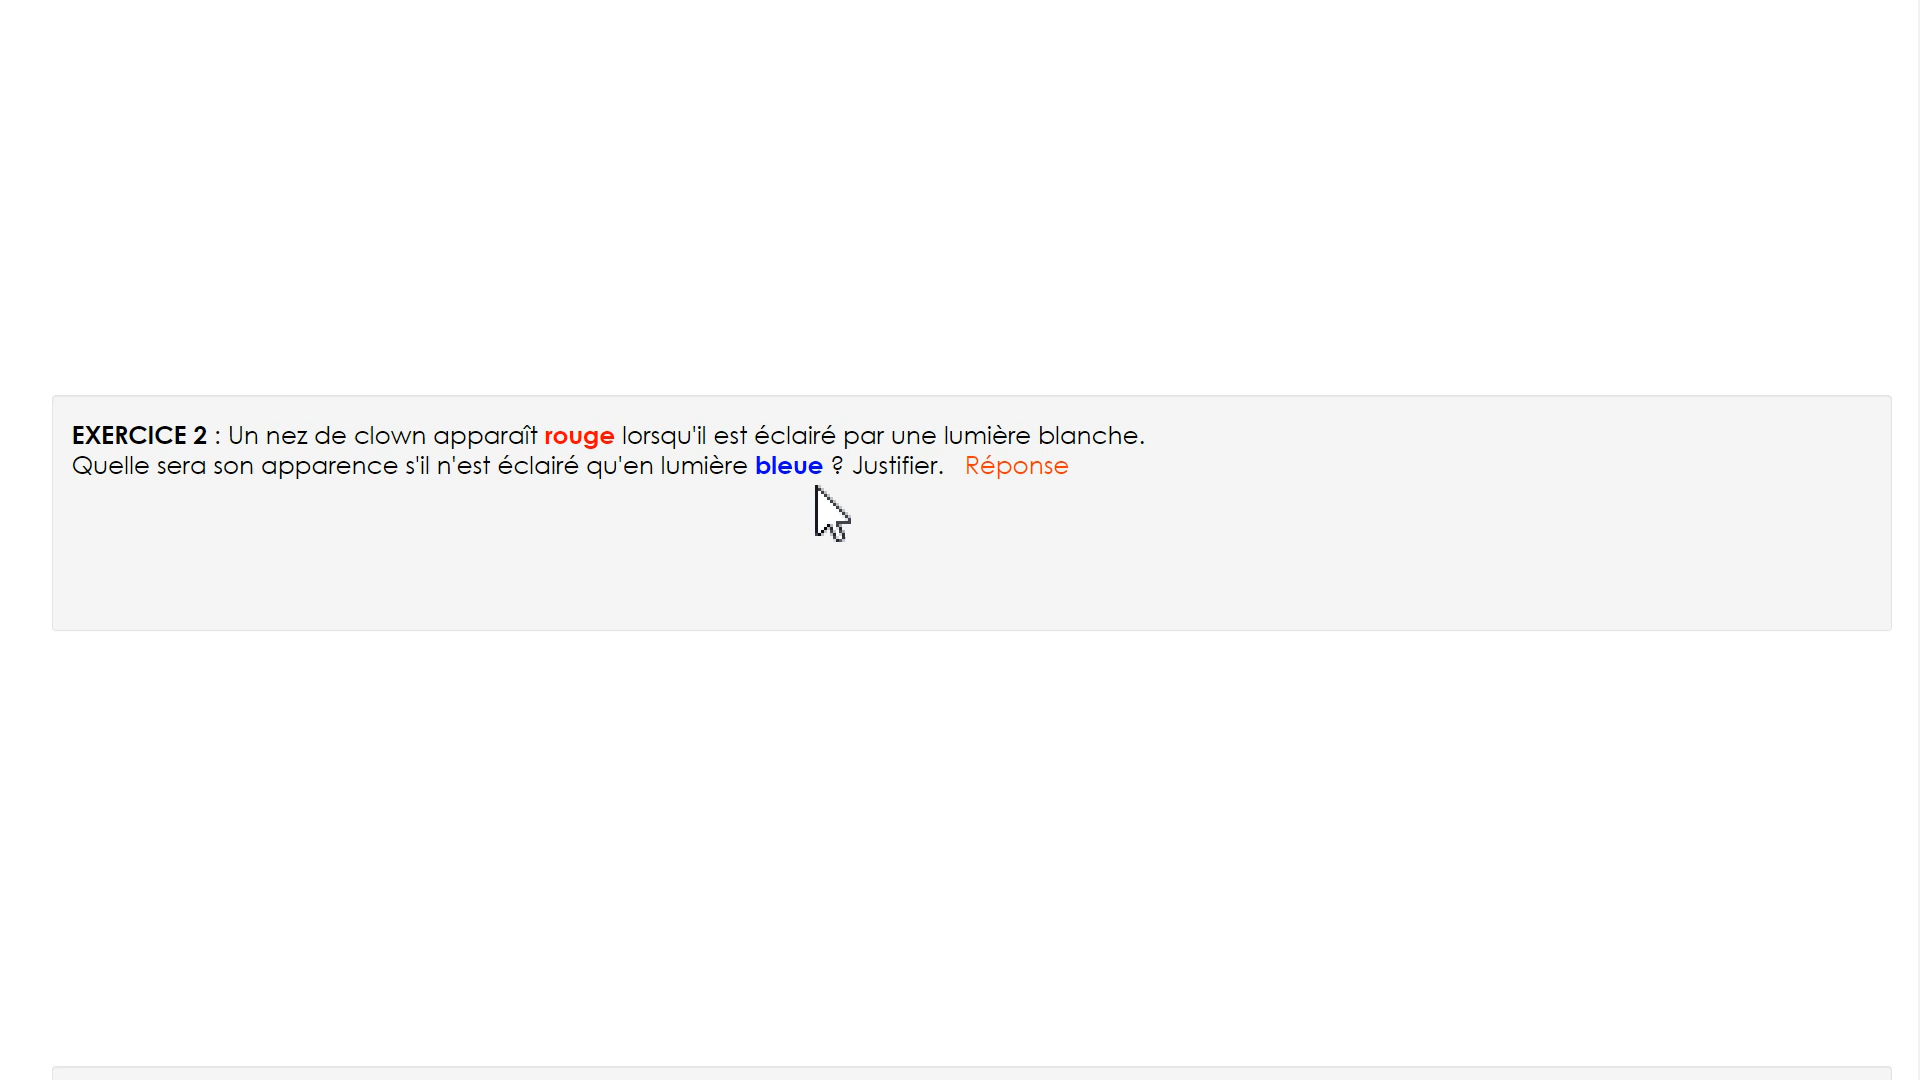 EXERCICE 2 : Un nez de clown apparaît rouge lorsqu'il est éclairé par une lumière blanche.
Quelle sera son apparence s'il n'est éclairé qu'en lumière bleue ? Justifier. Réponse